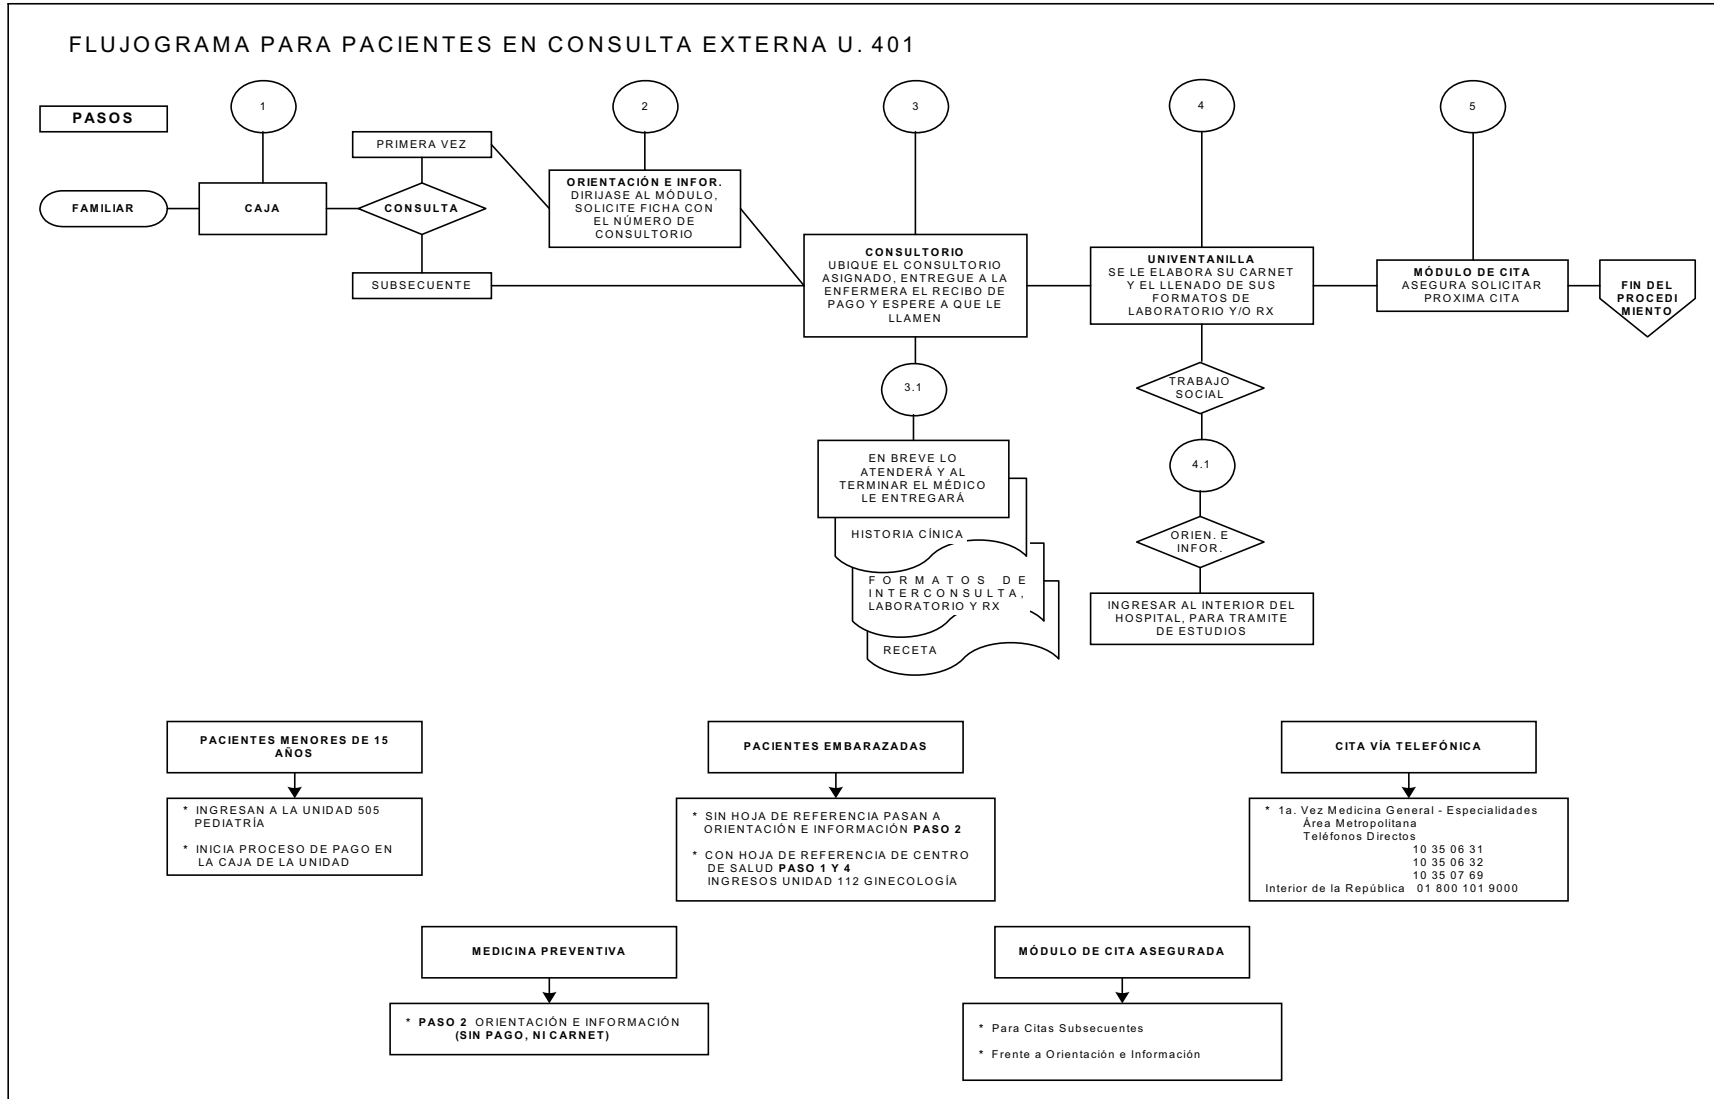 FLUJOGRAMA PARA PACIENTES EN CONSULTA EXTERNA U. 401
PASOS
1
2
3
4
5
FAMILIAR
CAJA
PRIMERA VEZ
CONSULTA
SUBSECUENTE
ORIENTACIÓN E INFOR.
DIRIJASE AL MÓDULO,
SOLICITE FICHA CON
EL NÚMERO DE
CONSULTORIO
CONSULTORIO
UBIQUE EL CONSULTORIO
ASIGNADO, ENTREGUE A LA
ENFERMERA EL RECIBO DE
PAGO Y ESPERE A QUE LE
LLAMEN
UNIVENTANILLA
SE LE ELABORA SU CARNET
Y EL LLENADO DE SUS
FORMATOS DE
LABORATORIO Y/O RX
MÓDULO DE CITA
ASEGURA SOLICITAR
PROXIMA CITA
FIN DEL
PROCEDI
MIENTO
3.1
EN BREVE LO
ATENDERÁ Y AL
TERMINAR EL MÉDICO
LE ENTREGARÁ
HISTORIA CÍNICA
FORMATOS DE
INTERCONSULTA,
LABORATORIO Y RX
RECETA
TRABAJO
SOCIAL
4.1
ORIEN. E
INFOR.
INGRESAR AL INTERIOR DEL
HOSPITAL, PARA TRAMITE
DE ESTUDIOS
PACIENTES MENORES DE 15
AÑOS
* INGRESAN A LA UNIDAD 505
PEDIATRÍA
* INICIA PROCESO DE PAGO EN
LA CAJA DE LA UNIDAD
PACIENTES EMBARAZADAS
* SIN HOJA DE REFERENCIA PASAN A
ORIENTACIÓN E INFORMACIÓN PASO 2
* CON HOJA DE REFERENCIA DE CENTRO
DE SALUD PASO 1 Y 4
INGRESOS UNIDAD 112 GINECOLOGÍA
CITA VÍA TELEFÓNICA
* 1a. Vez Medicina General - Especialidades
Área Metropolitana
Teléfonos Directos
10 35 06 31
10 35 06 32
10 35 07 69
Interior de la República 01 800 101 9000
MEDICINA PREVENTIVA
* PASO 2 ORIENTACIÓN E INFORMACIÓN
(SIN PAGO, NI CARNET)
MÓDULO DE CITA ASEGURADA
* Para Citas Subsecuentes
* Frente a Orientación e Información